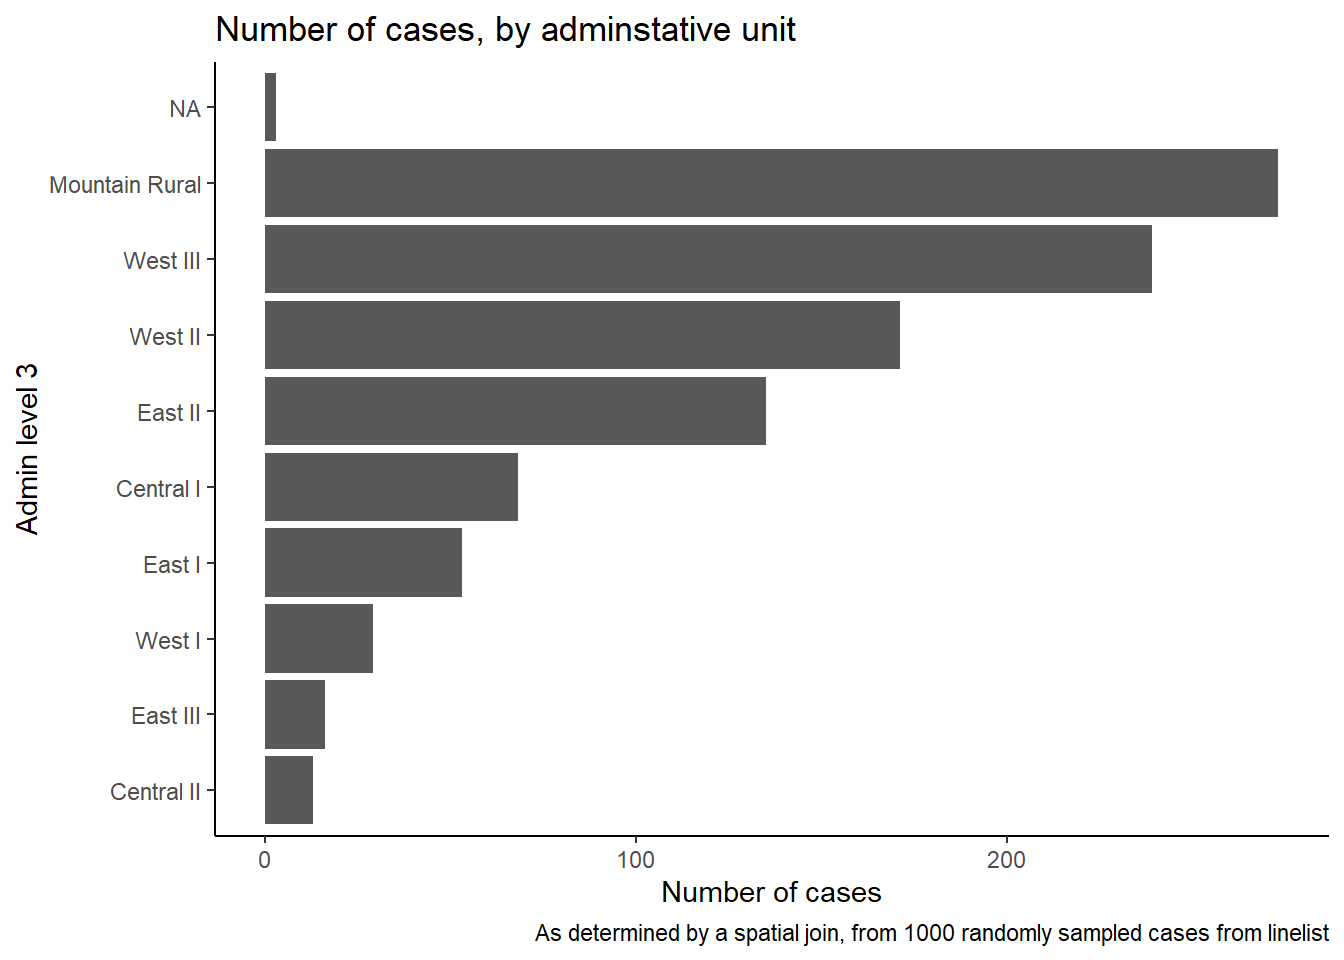 Number of cases, by adminstative unit
NA
Mountain Rural
West III
West II
East II
Central I
East I
West I
East III
Central II
Admin level 3
0 100 200
Number of cases
As determined by a spatial join, from 1000 randomly sampled cases from linelist